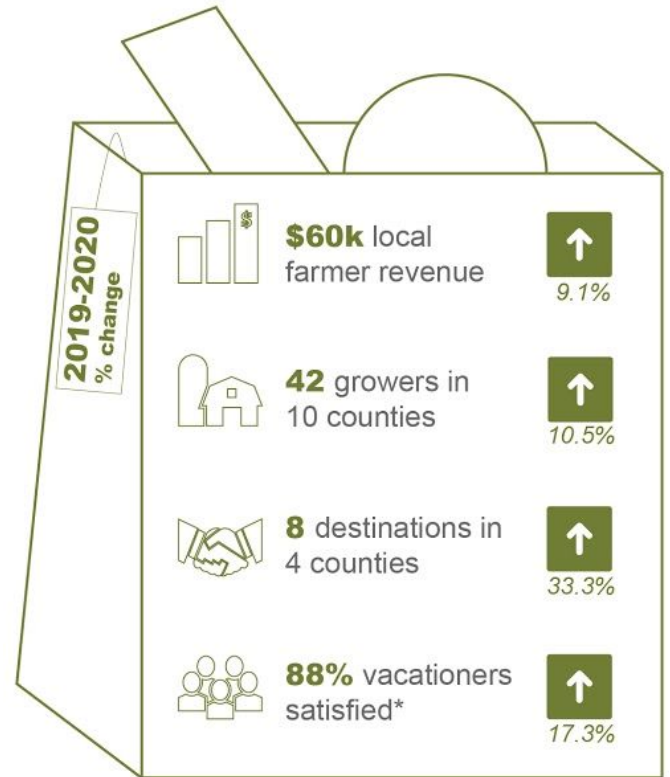 2019-2020
% change
$
$60k local
farmer revenue
9.1%
42 growers in
10 counties
10.5%
8 destinations in
4 counties
33.3%
88% vacationers
satisfied*
17.3%